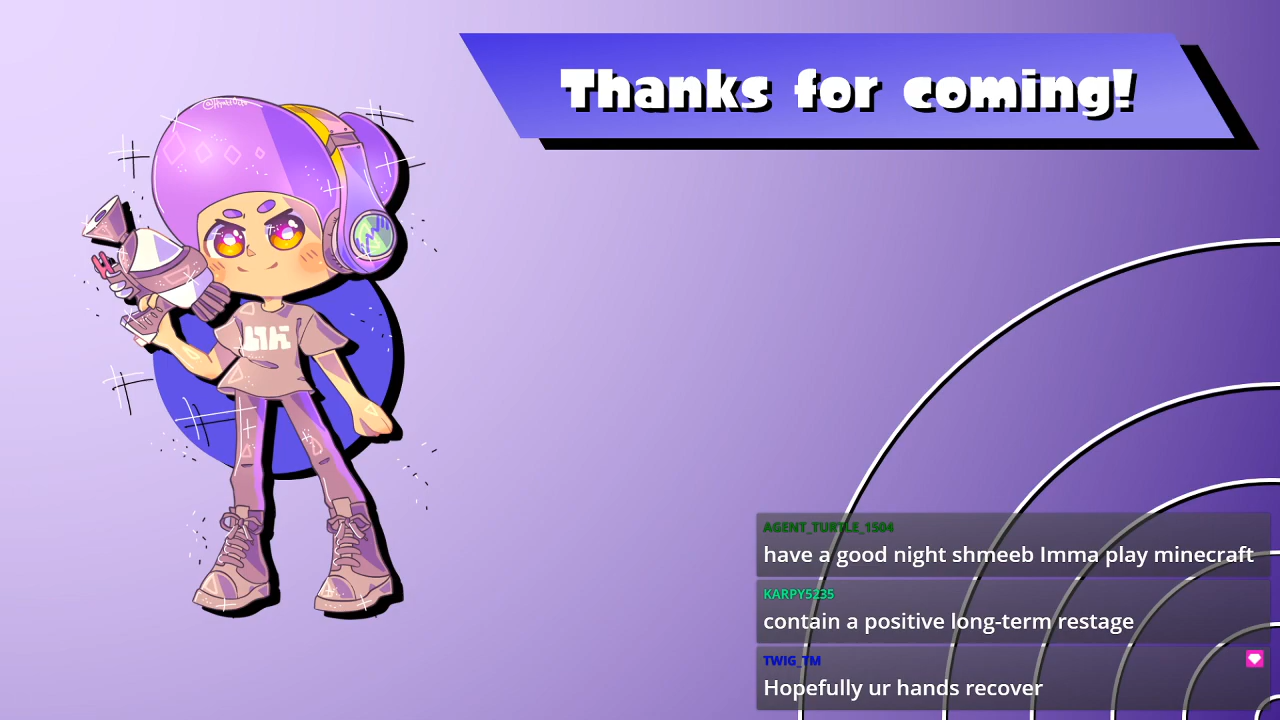 Thanks for coming!
AGENT_TURTLE_1504
have a good night shmeeb Imma play minecraft
KARPY5235
contain a positive long-term restage
TWIG_TM
Hopefully ur hands recover